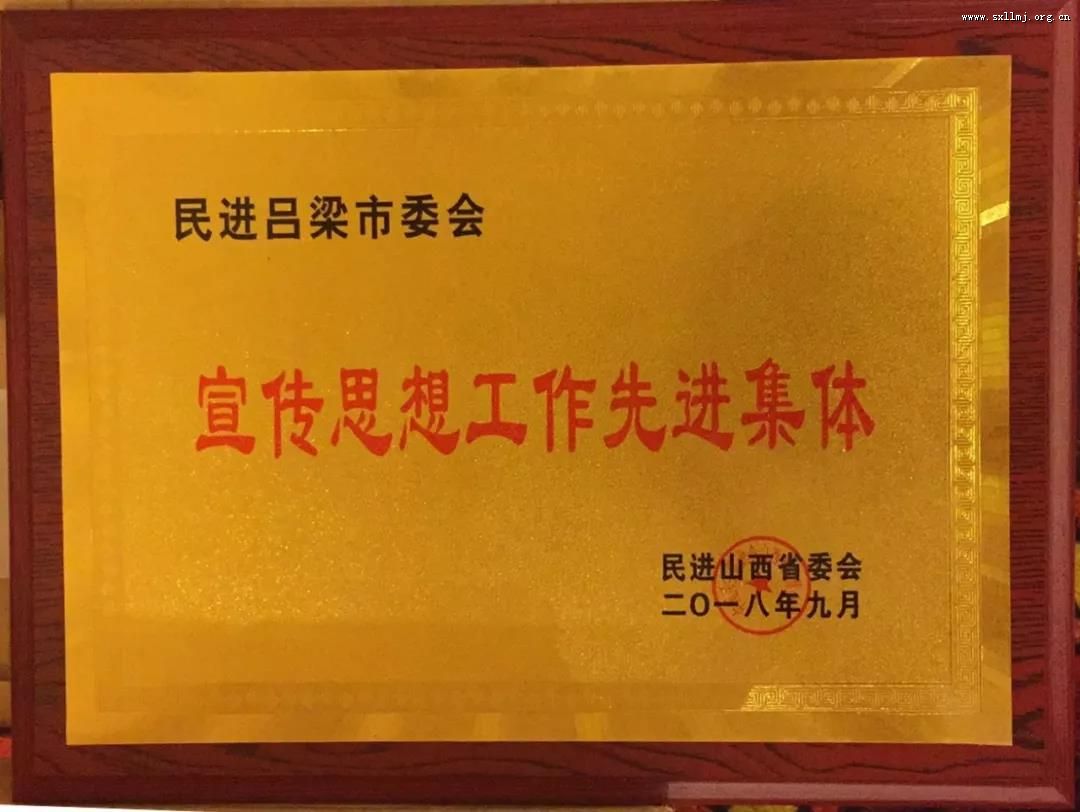 www.sxllmj.org.cn
民进吕梁市委会
宣传思想工作先进集体
民进山西省委会
二〇一八年九月